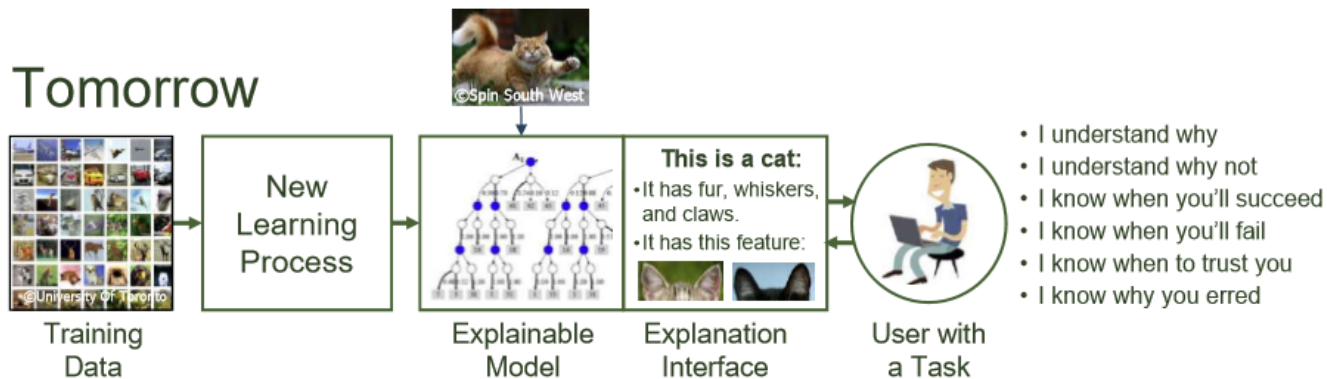 ©Spin South West
Tomorrow
©University Of Toronto
New
Learning
Process
This is a cat:
•It has fur, whiskers,
and claws.
•It has this feature:
• I understand why
• I understand why not
• I know when you'll succeed
• I know when you'll fail
• I know when to trust you
• I know why you erred
Training
Data
Explainable
Model
Explanation
Interface
User with
a Task